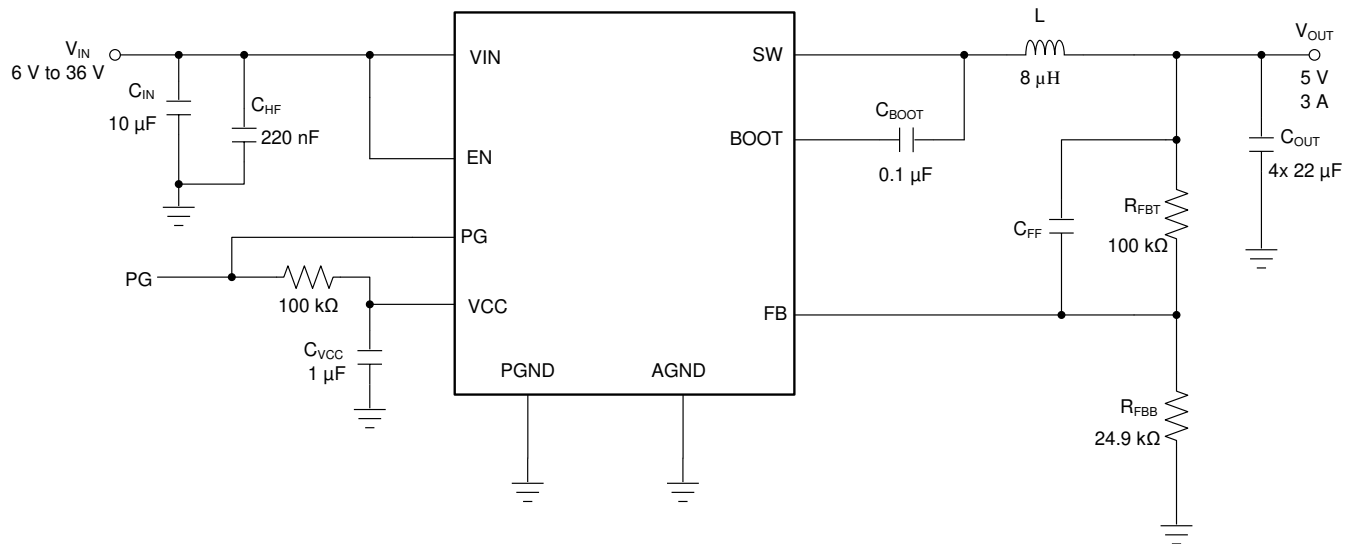 V_IN
6 V to 36 V
C_IN
10 µF
C_HF
220 nF
VIN
EN
PG
PG
100 kΩ
VCC
C_VCC
1 µF
PGND
AGND
SW
BOOT
FB
C_BOOT
0.1 µF
L
8 µH
C_FF
R_FBT
100 kΩ
R_FBB
24.9 kΩ
V_OUT
5 V
3 A
C_OUT
4x 22 µF